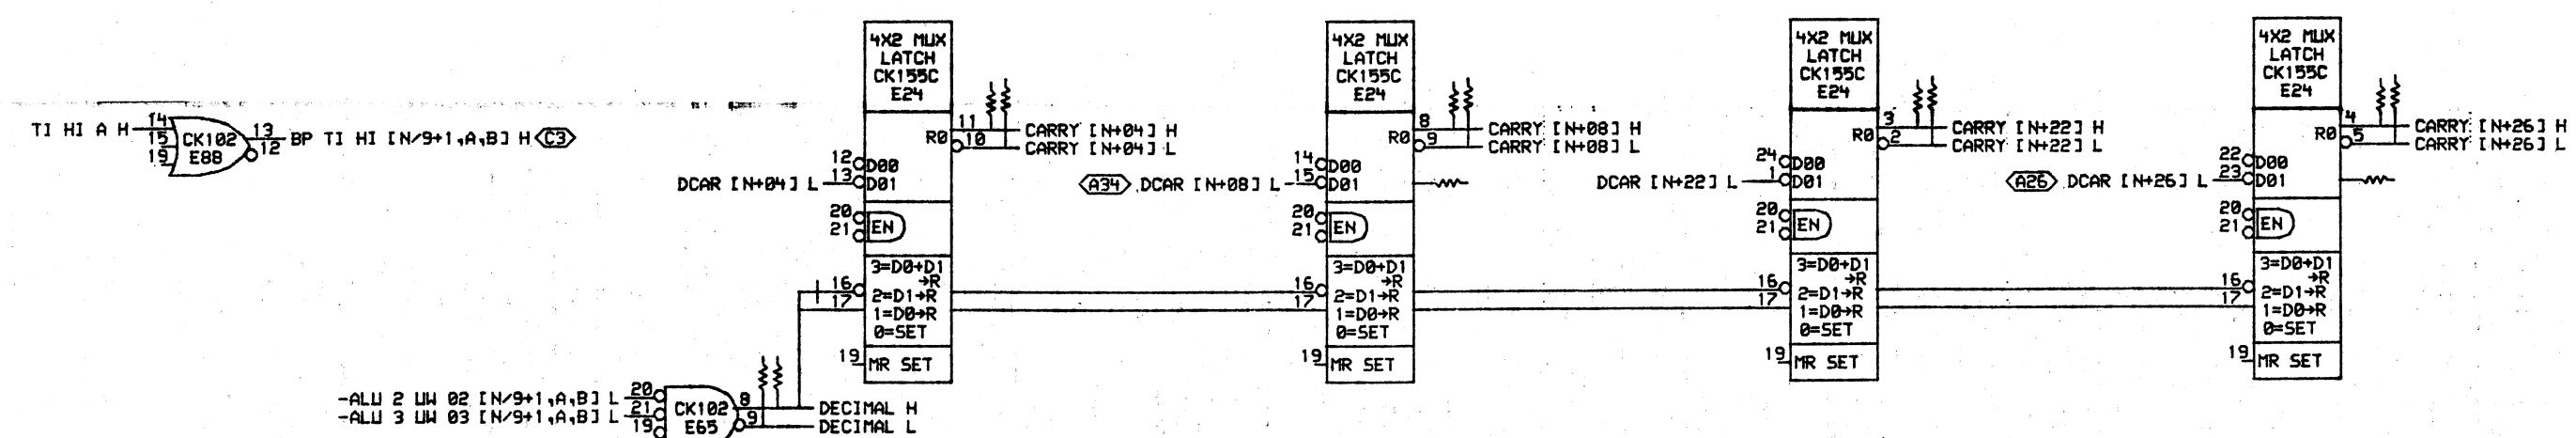 TI HI A H
14
15
19
CK102
E88
13
12
BP TI HI [N/9+1,A,B] H
C3
4X2 MUX
LATCH
CK155C
E24
R0
11
10
CARRY [N+04] H
CARRY [N+04] L
12
D00
DCAR [N+04] L
13
D01
20
21
EN
16
17
3=D0+D1
→R
2=D1→R
1=D0→R
0=SET
19
MR SET
-ALU 2 UW 02 [N/9+1,A,B] L
-ALU 3 UW 03 [N/9+1,A,B] L
20
21
19
CK102
E65
8
9
DECIMAL H
DECIMAL L
4X2 MUX
LATCH
CK155C
E24
R0
8
9
CARRY [N+08] H
CARRY [N+08] L
14
D00
A34
DCAR [N+08] L
15
D01
20
21
EN
16
17
3=D0+D1
→R
2=D1→R
1=D0→R
0=SET
19
MR SET
4X2 MUX
LATCH
CK155C
E24
R0
3
2
CARRY [N+22] H
CARRY [N+22] L
24
D00
DCAR [N+22] L
1
D01
20
21
EN
16
17
3=D0+D1
→R
2=D1→R
1=D0→R
0=SET
19
MR SET
4X2 MUX
LATCH
CK155C
E24
R0
4
5
CARRY [N+26] H
CARRY [N+26] L
22
D00
A26
DCAR [N+26] L
23
D01
20
21
EN
16
17
3=D0+D1
→R
2=D1→R
1=D0→R
0=SET
19
MR SET